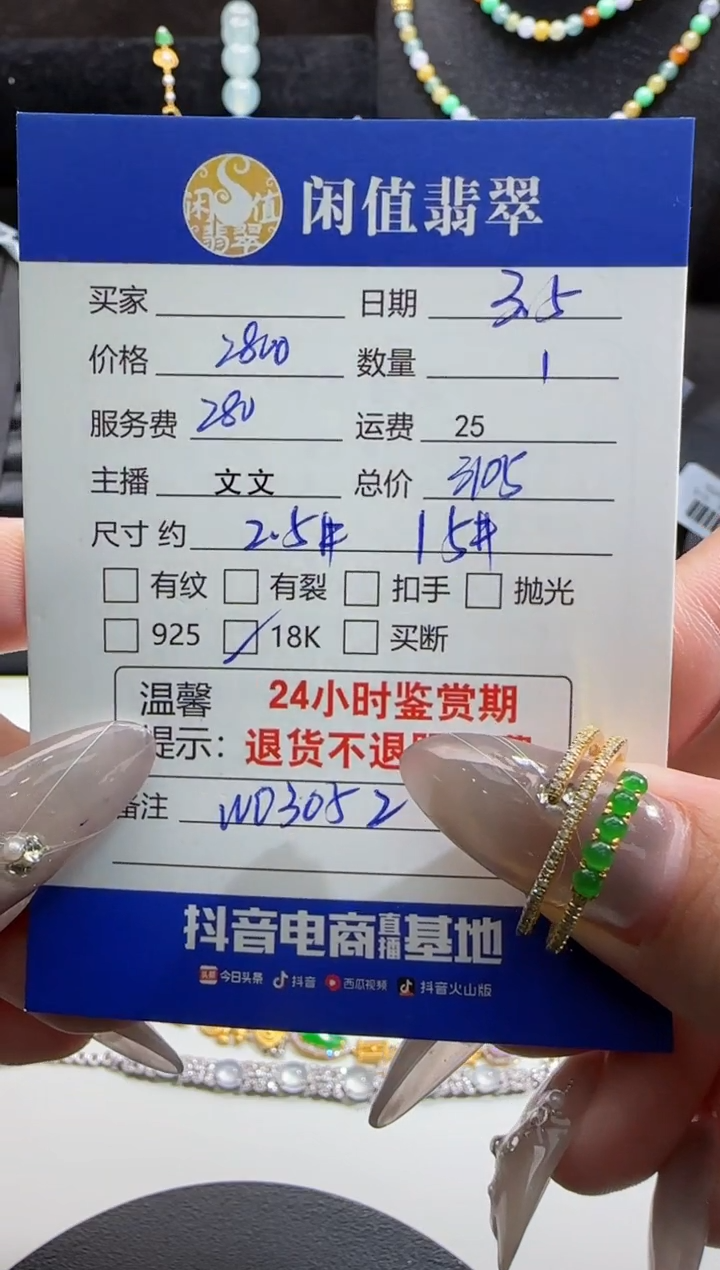 闲值翡翠
闲值翡翠
买家 日期 3.5
价格 2800 数量 1
服务费 280 运费 25
主播 文文 总价 3105
尺寸 约 2.5# 15#
有纹 有裂 扣手 抛光
925 18K 买断
温馨 24小时鉴赏期
提示: 退货不退
备注 WD3052
抖音电商直播基地
头条 今日头条 抖音 西瓜视频 抖音火山版